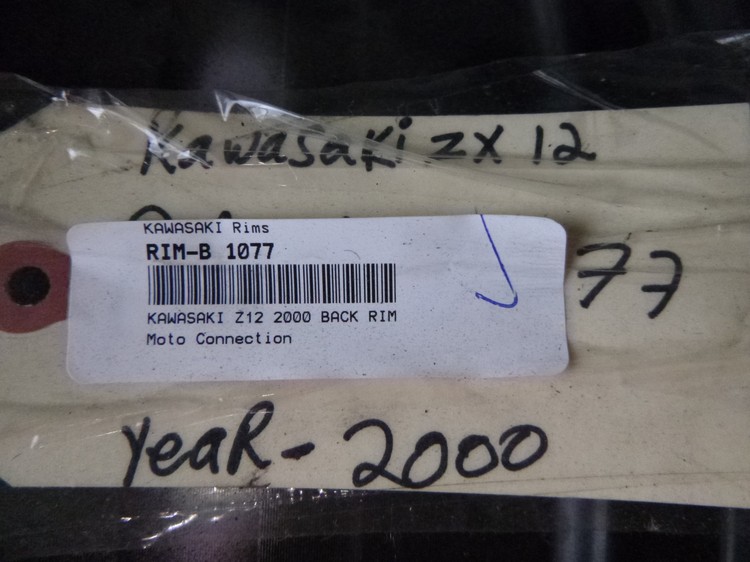 Kawasaki ZX 12
KAWASAKI Rims
RIM-B 1077
77
KAWASAKI Z12 2000 BACK RIM
Moto Connection
yeaR - 2000